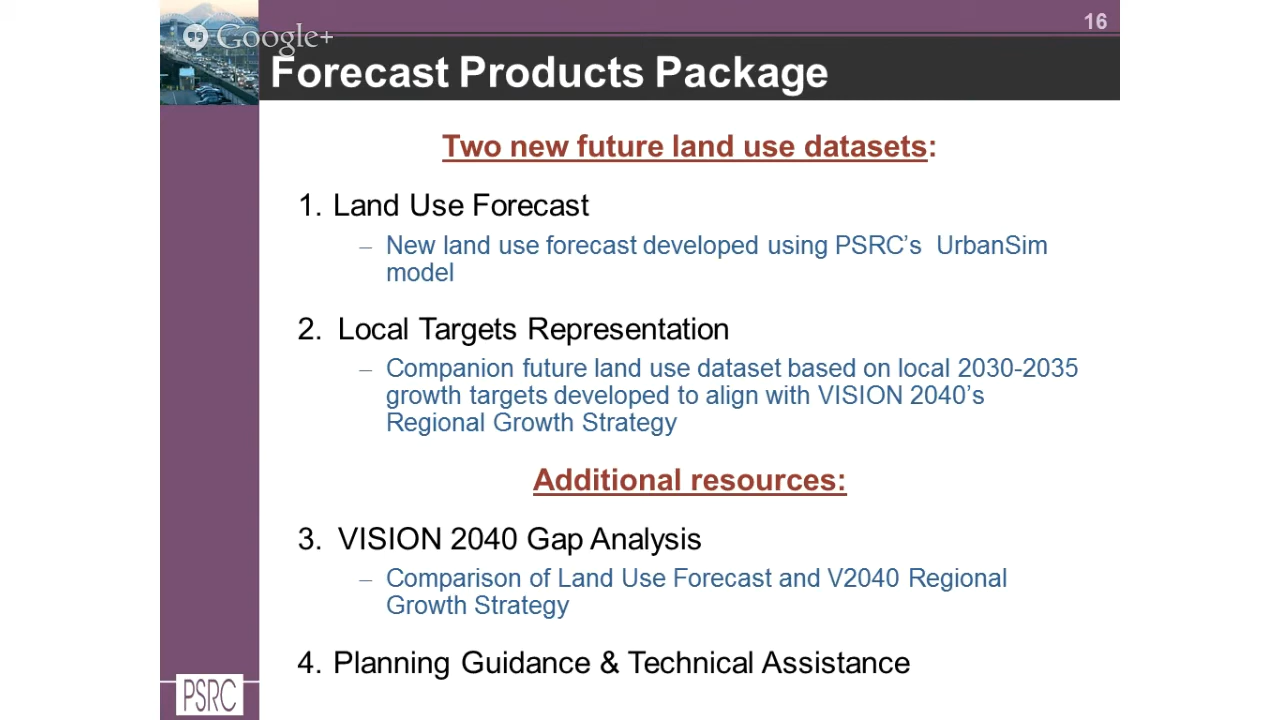 16
Google+
Forecast Products Package
Two new future land use datasets:
1. Land Use Forecast
– New land use forecast developed using PSRC’s UrbanSim
model
2. Local Targets Representation
– Companion future land use dataset based on local 2030-2035
growth targets developed to align with VISION 2040’s
Regional Growth Strategy
Additional resources:
3. VISION 2040 Gap Analysis
– Comparison of Land Use Forecast and V2040 Regional
Growth Strategy
4. Planning Guidance & Technical Assistance
PSRC